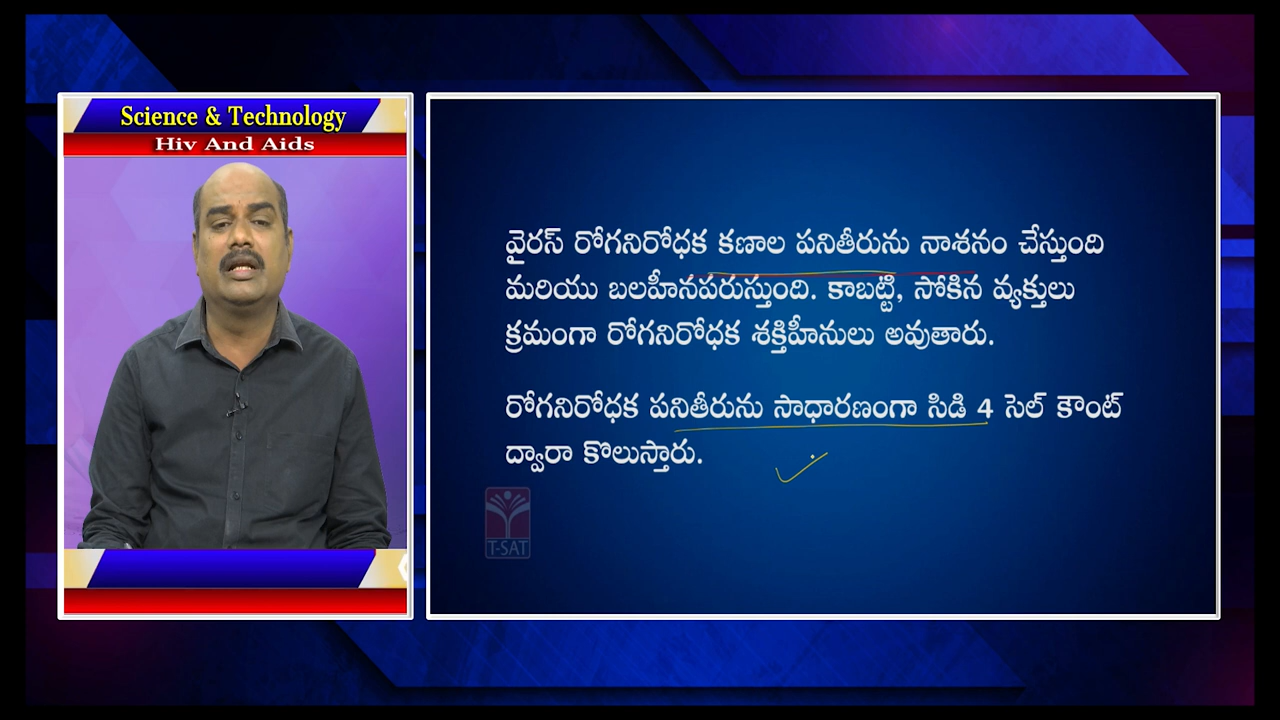 Science & Technology
Hiv And Aids
వైరస్ రోగనిరోధక కణాల పనితీరును నాశనం చేస్తుంది
మరియు బలహీనపరుస్తుంది. కాబట్టి, సోకిన వ్యక్తులు
క్రమంగా రోగనిరోధక శక్తిహీనులు అవుతారు.
రోగనిరోధక పనితీరును సాధారణంగా సిడి 4 సెల్ కౌంట్
ద్వారా కొలుస్తారు.
T-SAT